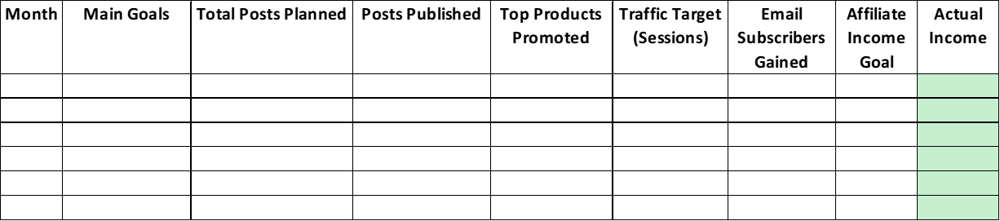 Month Main Goals Total Posts Planned Posts Published Top Products Traffic Target Email Affiliate Actual
Promoted (Sessions) Subscribers Income Income
Gained Goal